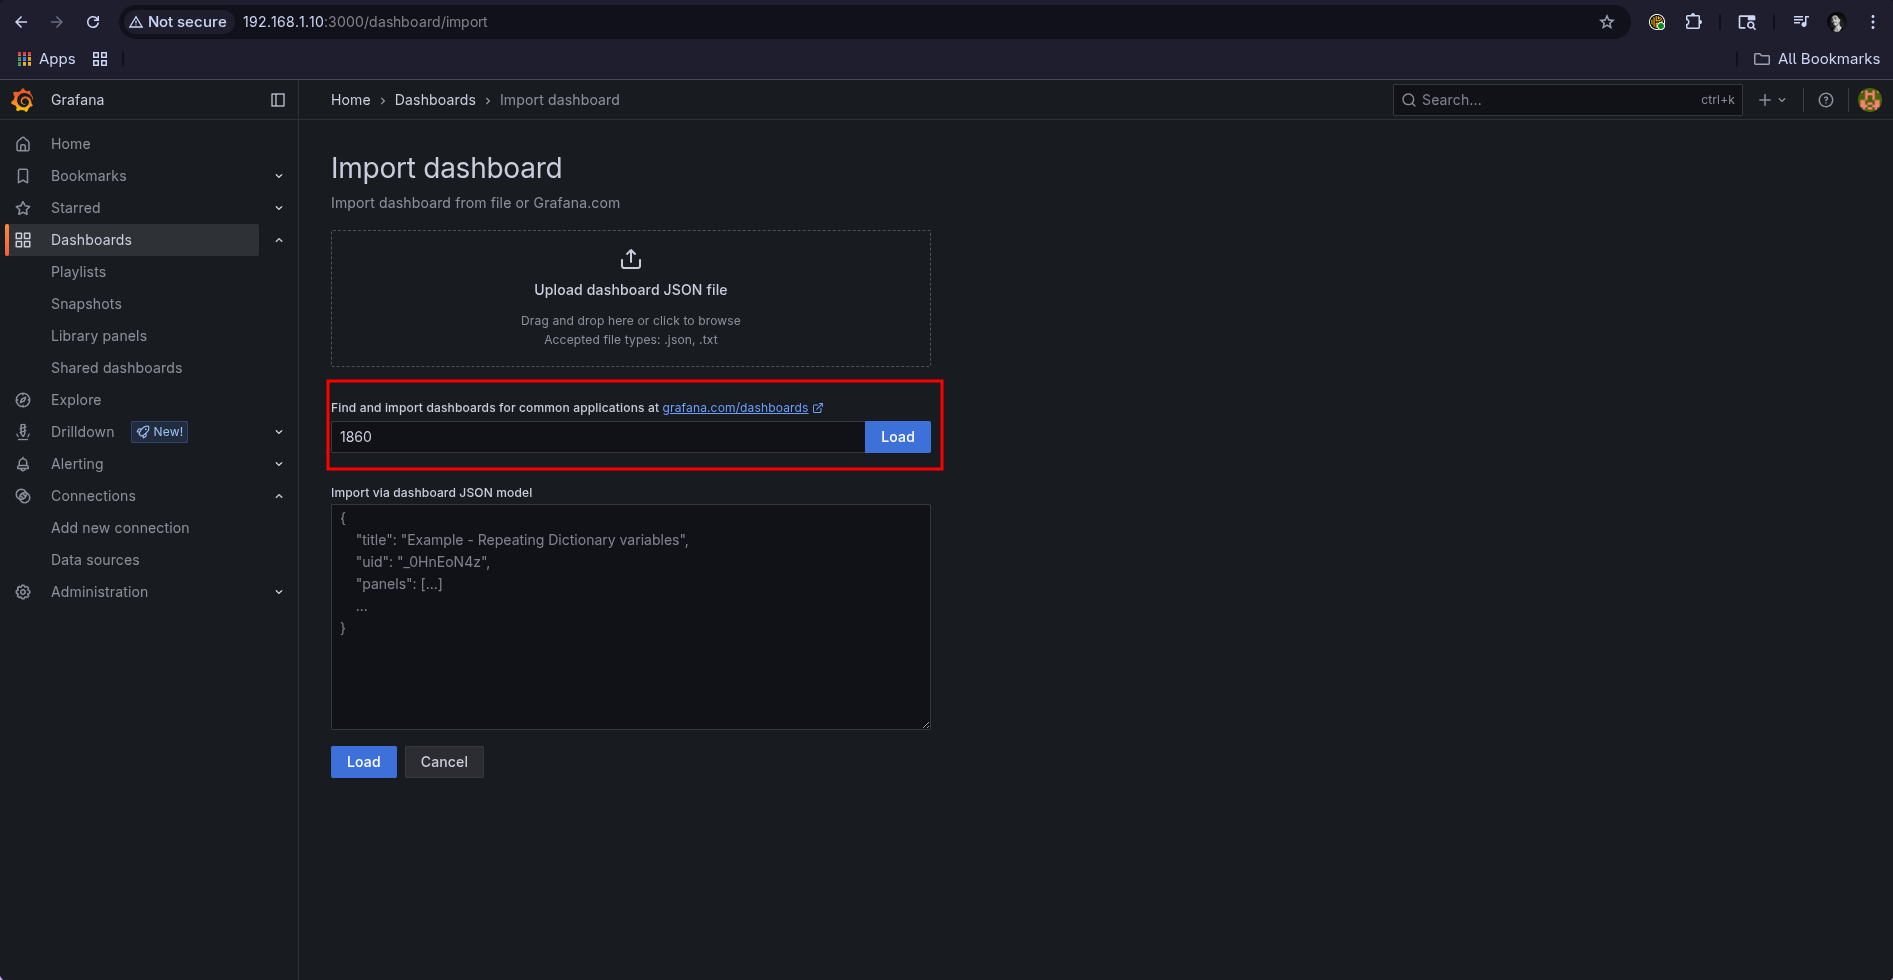 Not secure 192.168.1.10:3000/dashboard/import
Apps All Bookmarks
Grafana Home › Dashboards › Import dashboard Search... ctrl+k
Home
Bookmarks
Starred
Dashboards
Playlists
Snapshots
Library panels
Shared dashboards
Explore
Drilldown New!
Alerting
Connections
Add new connection
Data sources
Administration
Import dashboard
Import dashboard from file or Grafana.com
Upload dashboard JSON file
Drag and drop here or click to browse
Accepted file types: .json, .txt
Find and import dashboards for common applications at grafana.com/dashboards
1860 Load
Import via dashboard JSON model
{
"title": "Example - Repeating Dictionary variables",
"uid": "_0HnEoN4z",
"panels": [...]
...
}
Load Cancel